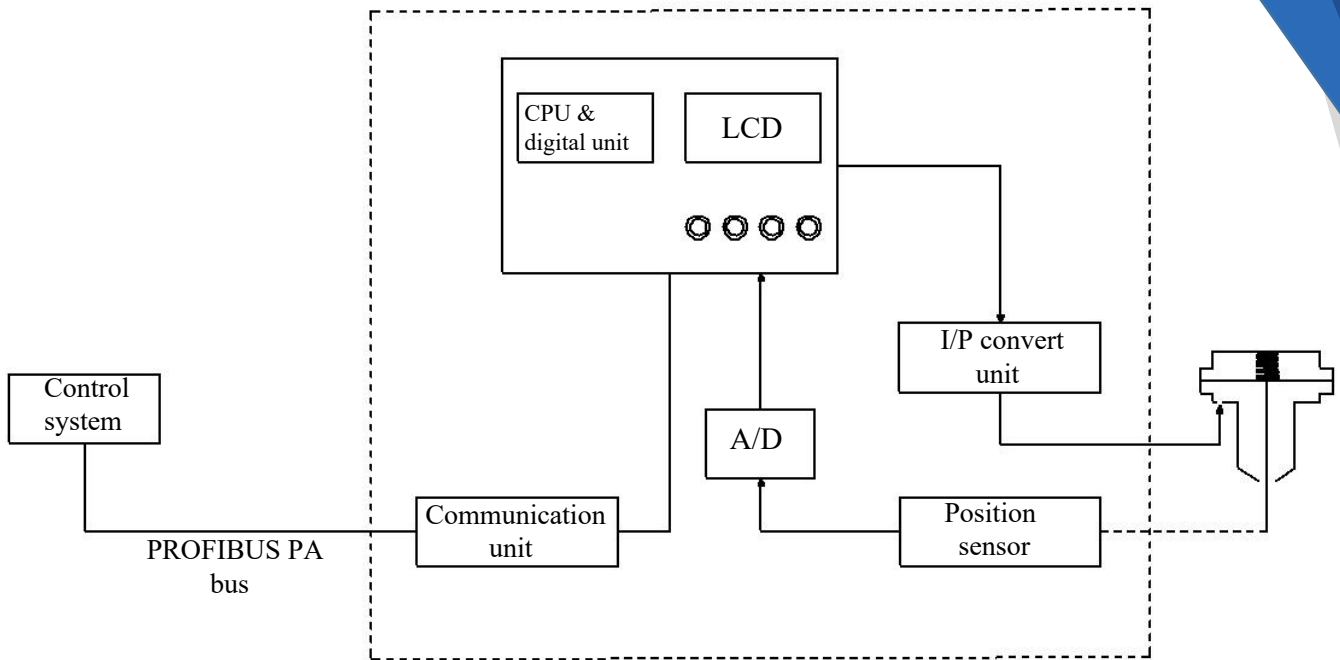 CPU &
digital unit
LCD
I/P convert
unit
Control
system
A/D
Communication
unit
Position
sensor
PROFIBUS PA
bus